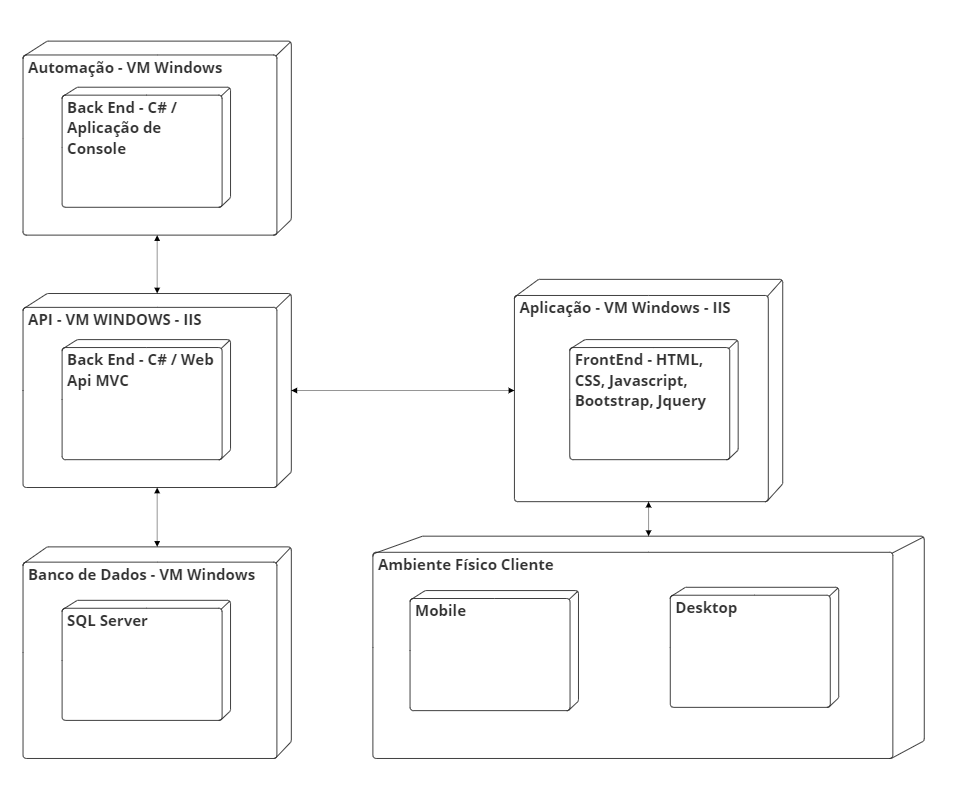 Automação - VM Windows
Back End - C# /
Aplicação de
Console
API - VM WINDOWS - IIS
Back End - C# / Web
Api MVC
Aplicação - VM Windows - IIS
FrontEnd - HTML,
CSS, Javascript,
Bootstrap, Jquery
Banco de Dados - VM Windows
SQL Server
Ambiente Físico Cliente
Mobile
Desktop